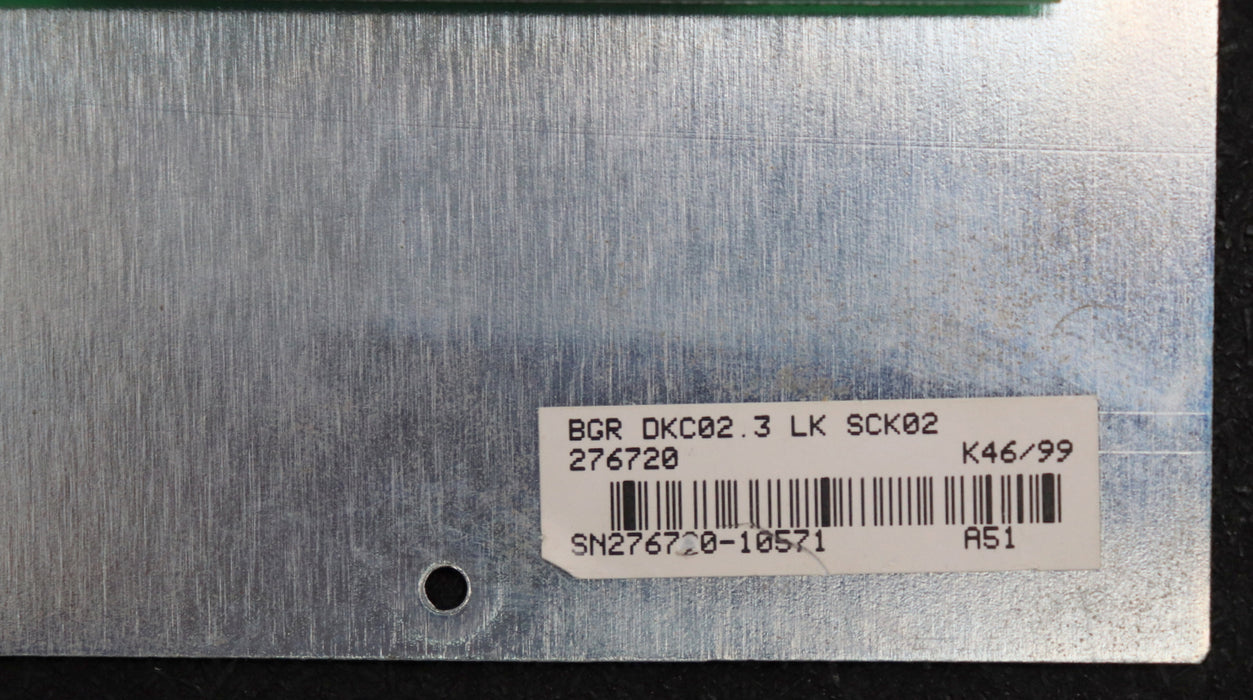 BGR DKC02.3 LK SCK02
276720 K46/99
SN276720-10571 A51